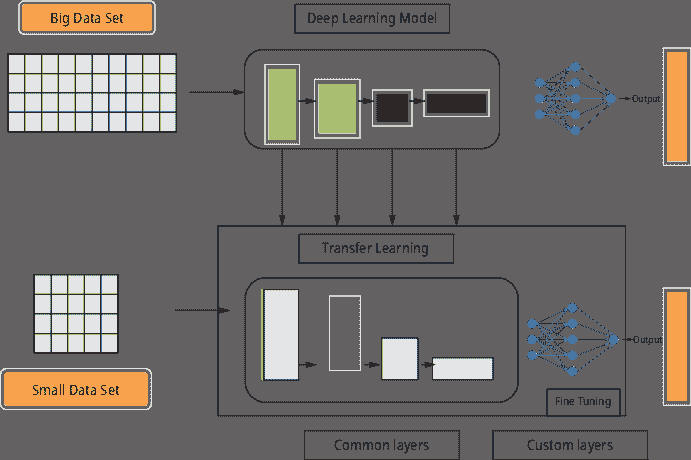 Big Data Set
Deep Learning Model
Output
Transfer Learning
Output
Small Data Set
Fine Tuning
Common layers
Custom layers